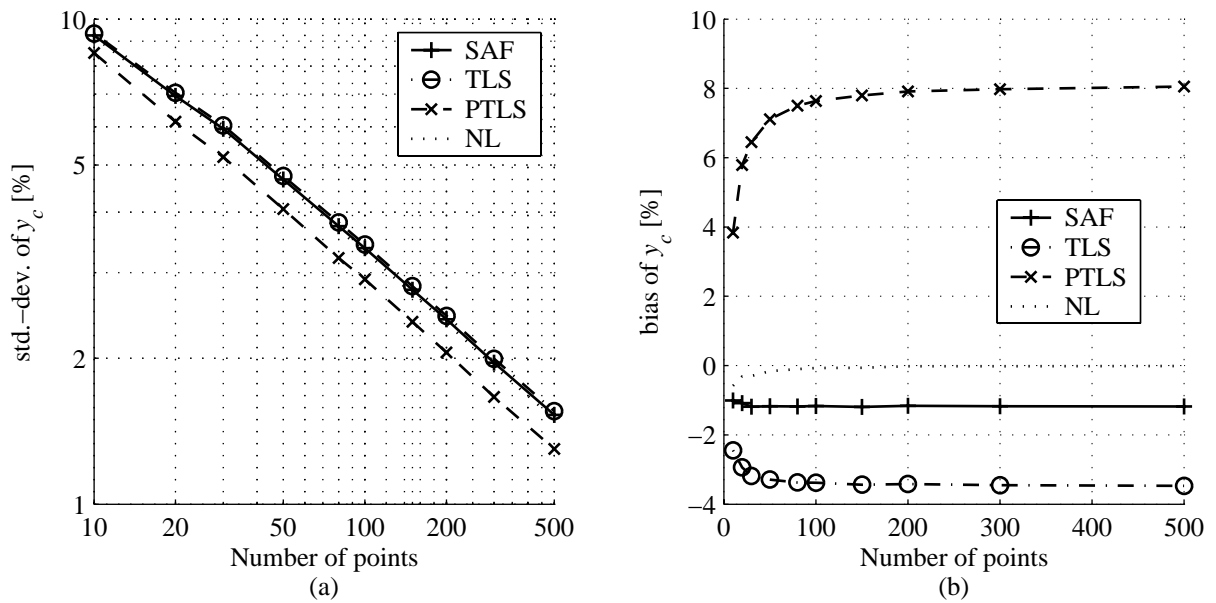 std.−dev. of y_c [%]
10
5
2
1
SAF
TLS
PTLS
NL
10 20 50 100 200 500
Number of points
(a)
bias of y_c [%]
10
8
6
4
2
0
−2
−4
SAF
TLS
PTLS
NL
0 100 200 300 400 500
Number of points
(b)